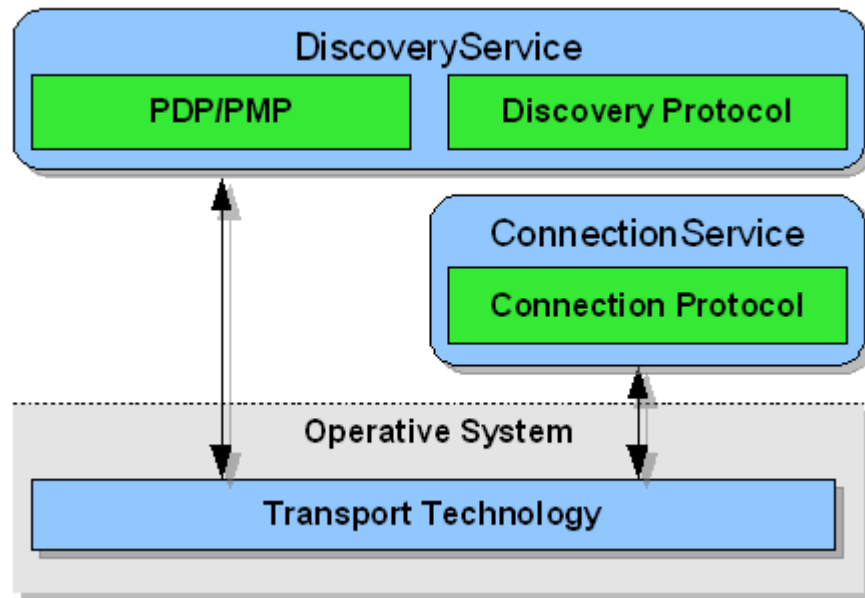 DiscoveryService
PDP/PMP
Discovery Protocol
ConnectionService
Connection Protocol
Operative System
Transport Technology